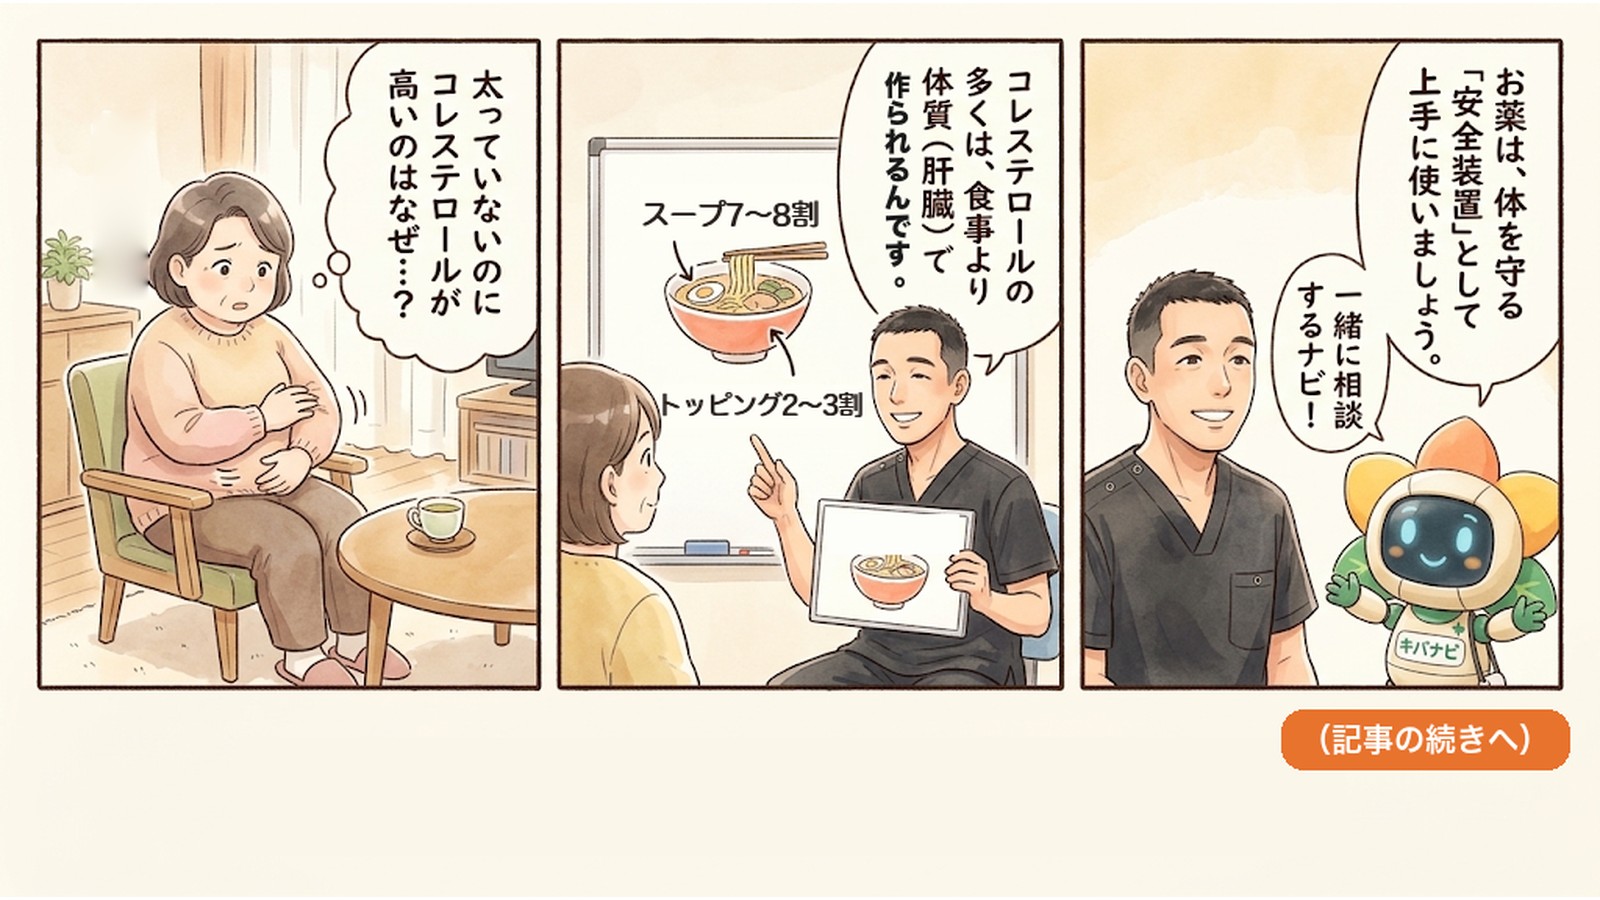 太っていないのに
コレステロールが
高いのはなぜ…？
コレステロールの
多くは、食事より
体質（肝臓）で
作られるんです。
スープ7〜8割
トッピング2〜3割
お薬は、体を守る
「安全装置」として
上手に使いましょう。
一緒に相談
するナビ！
キバナビ
（記事の続きへ）